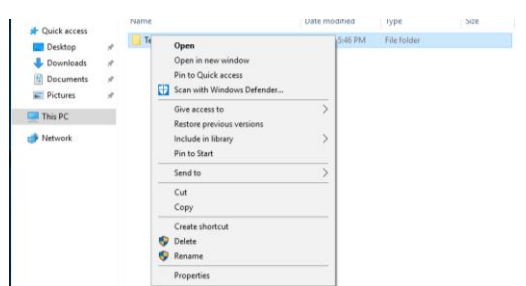 Name Date modified Type Size
Quick access
Desktop
Downloads
Documents
Pictures
This PC
Network
5:46 PM File folder
Open
Open in new window
Pin to Quick access
Scan with Windows Defender...
Give access to
Restore previous versions
Include in library
Pin to Start
Send to
Cut
Copy
Create shortcut
Delete
Rename
Properties